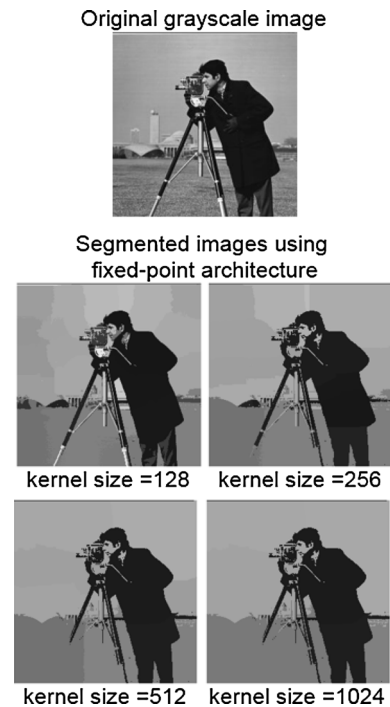 Original grayscale image
Segmented images using
fixed-point architecture
kernel size =128
kernel size =256
kernel size =512
kernel size =1024